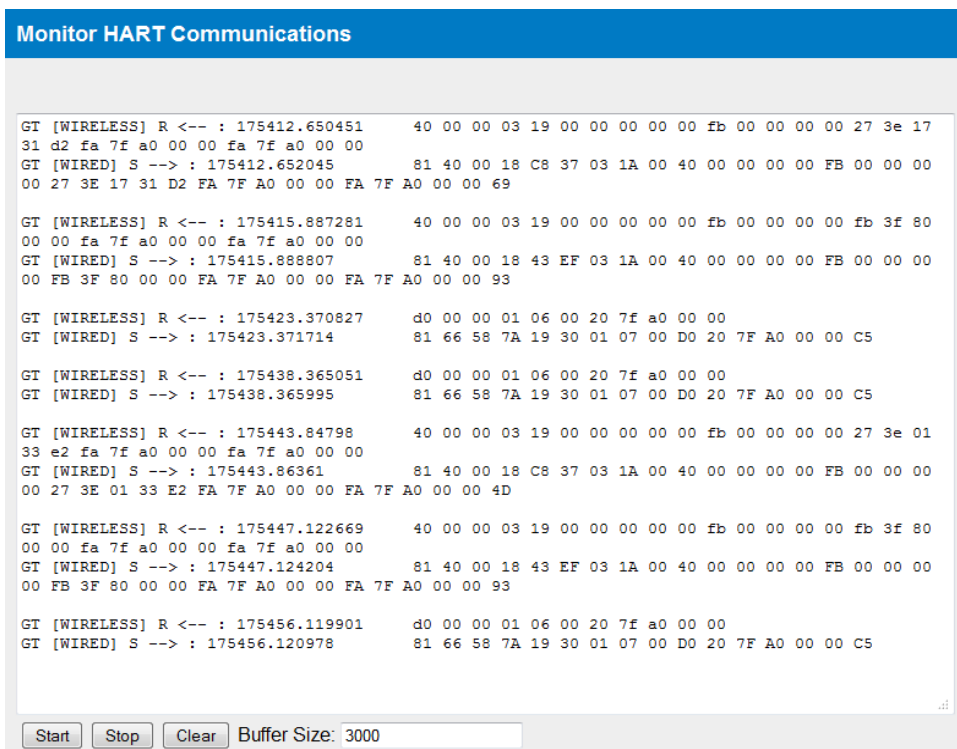 Monitor HART Communications
GT [WIRELESS] R <-- : 175412.650451 40 00 00 03 19 00 00 00 00 00 fb 00 00 00 00 27 3e 17
31 d2 fa 7f a0 00 00 fa 7f a0 00 00
GT [WIRED] S --> : 175412.652045 81 40 00 18 C8 37 03 1A 00 40 00 00 00 00 FB 00 00 00
00 27 3E 17 31 D2 FA 7F A0 00 00 FA 7F A0 00 00 69
GT [WIRELESS] R <-- : 175415.887281 40 00 00 03 19 00 00 00 00 00 fb 00 00 00 00 fb 3f 80
00 00 fa 7f a0 00 00 fa 7f a0 00 00
GT [WIRED] S --> : 175415.888807 81 40 00 18 43 EF 03 1A 00 40 00 00 00 00 FB 00 00 00
00 FB 3F 80 00 00 FA 7F A0 00 00 FA 7F A0 00 00 93
GT [WIRELESS] R <-- : 175423.370827 d0 00 00 01 06 00 20 7f a0 00 00
GT [WIRED] S --> : 175423.371714 81 66 58 7A 19 30 01 07 00 D0 20 7F A0 00 00 C5
GT [WIRELESS] R <-- : 175438.365051 d0 00 00 01 06 00 20 7f a0 00 00
GT [WIRED] S --> : 175438.365995 81 66 58 7A 19 30 01 07 00 D0 20 7F A0 00 00 C5
GT [WIRELESS] R <-- : 175443.84798 40 00 00 03 19 00 00 00 00 00 fb 00 00 00 00 27 3e 01
33 e2 fa 7f a0 00 00 fa 7f a0 00 00
GT [WIRED] S --> : 175443.86361 81 40 00 18 C8 37 03 1A 00 40 00 00 00 00 FB 00 00 00
00 27 3E 01 33 E2 FA 7F A0 00 00 FA 7F A0 00 00 4D
GT [WIRELESS] R <-- : 175447.122669 40 00 00 03 19 00 00 00 00 00 fb 00 00 00 00 fb 3f 80
00 00 fa 7f a0 00 00 fa 7f a0 00 00
GT [WIRED] S --> : 175447.124204 81 40 00 18 43 EF 03 1A 00 40 00 00 00 00 FB 00 00 00
00 FB 3F 80 00 00 FA 7F A0 00 00 FA 7F A0 00 00 93
GT [WIRELESS] R <-- : 175456.119901 d0 00 00 01 06 00 20 7f a0 00 00
GT [WIRED] S --> : 175456.120978 81 66 58 7A 19 30 01 07 00 D0 20 7F A0 00 00 C5
Start Stop Clear Buffer Size: 3000